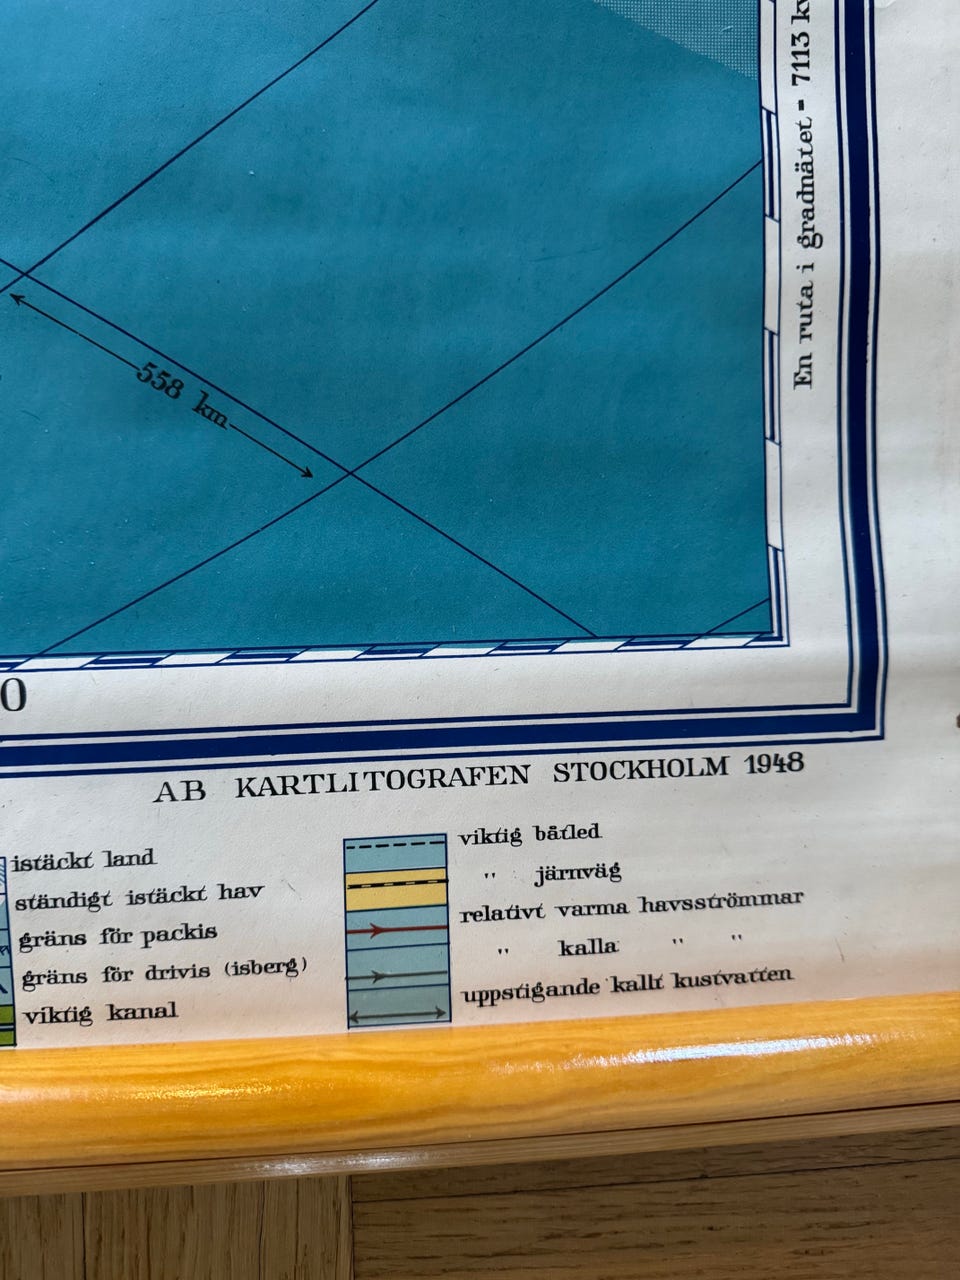 558 km
En ruta i gradnätet = 7113
0
AB KARTLITOGRAFEN STOCKHOLM 1948
istäckt land
ständigt istäckt hav
gräns för packis
gräns för drivis (isberg)
viktig kanal
viktig båtled
" järnväg
relativt varma havsströmmar
" kalla " "
uppstigande kallt kustvatten